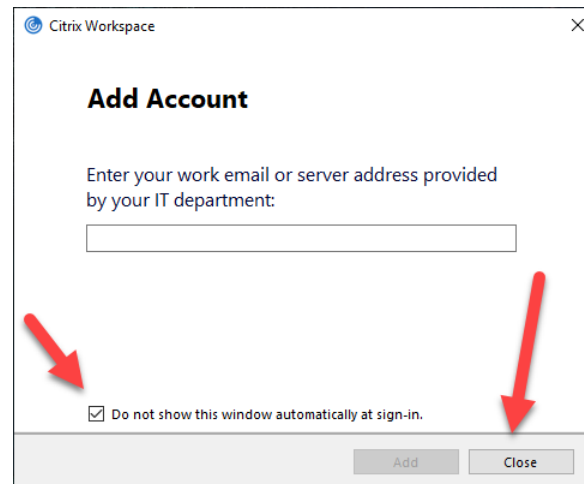 Citrix Workspace
Add Account
Enter your work email or server address provided
by your IT department:
Do not show this window automatically at sign-in.
Add
Close